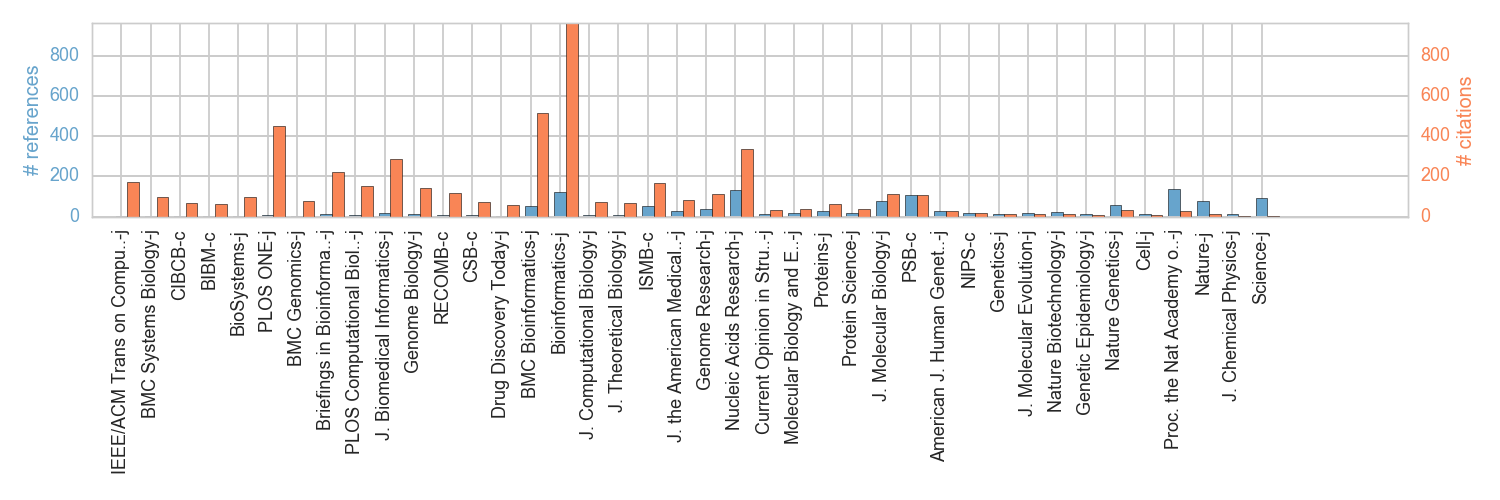 # references
800
600
400
200
0
800
600
400
200
0
# citations
IEEE/ACM Trans on Compu..-j
BMC Systems Biology-j
CIBCB-c
BIBM-c
BioSystems-j
PLOS ONE-j
BMC Genomics-j
Briefings in Bioinforma..-j
PLOS Computational Biol..-j
J. Biomedical Informatics-j
Genome Biology-j
RECOMB-c
CSB-c
Drug Discovery Today-j
BMC Bioinformatics-j
Bioinformatics-j
J. Computational Biology-j
J. Theoretical Biology-j
ISMB-c
J. the American Medical..-j
Genome Research-j
Nucleic Acids Research-j
Current Opinion in Stru..-j
Molecular Biology and E..-j
Proteins-j
Protein Science-j
J. Molecular Biology-j
PSB-c
American J. Human Genet..-j
NIPS-c
Genetics-j
J. Molecular Evolution-j
Nature Biotechnology-j
Genetic Epidemiology-j
Nature Genetics-j
Cell-j
Proc. the Nat Academy o..-j
Nature-j
J. Chemical Physics-j
Science-j